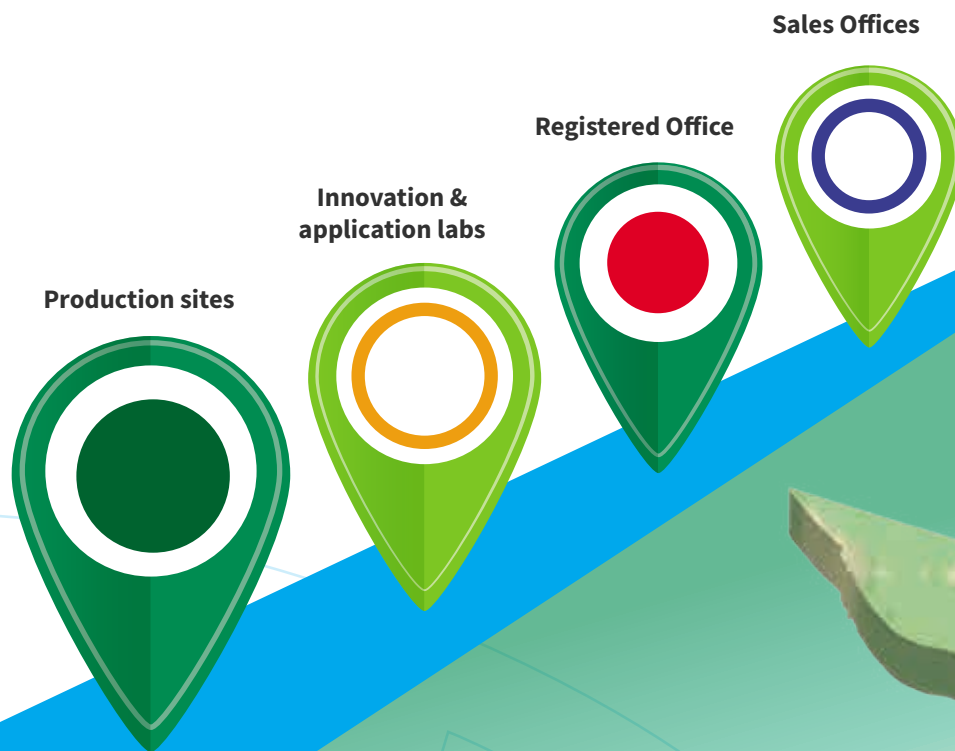 Sales Offices
Registered Office
Innovation &
application labs
Production sites